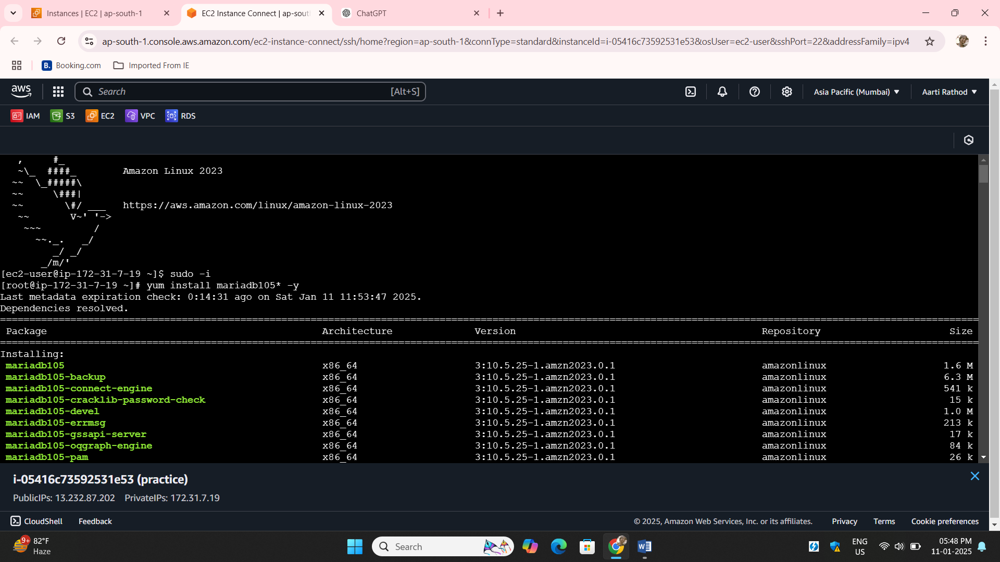 Instances | EC2 | ap-south-1
EC2 Instance Connect | ap-sout
ChatGPT
ap-south-1.console.aws.amazon.com/ec2-instance-connect/ssh/home?region=ap-south-1&connType=standard&instanceId=i-05416c73592531e53&osUser=ec2-user&sshPort=22&addressFamily=ipv4
B. Booking.com Imported From IE
aws Search [Alt+S] Asia Pacific (Mumbai) Aarti Rathod
IAM S3 EC2 VPC RDS
   ,     #_
   ~\_  ####_        Amazon Linux 2023
  ~~  \_#####\
  ~~     \###|
  ~~       \#/ ___   https://aws.amazon.com/linux/amazon-linux-2023
   ~~       V~' '->
    ~~~         /
      ~~._.   _/
         _/ _/
       _/m/'
[ec2-user@ip-172-31-7-19 ~]$ sudo -i
[root@ip-172-31-7-19 ~]# yum install mariadb105* -y
Last metadata expiration check: 0:14:31 ago on Sat Jan 11 11:53:47 2025.
Dependencies resolved.
Package Architecture Version Repository Size
Installing:
mariadb105 x86_64 3:10.5.25-1.amzn2023.0.1 amazonlinux 1.6 M
mariadb105-backup x86_64 3:10.5.25-1.amzn2023.0.1 amazonlinux 6.3 M
mariadb105-connect-engine x86_64 3:10.5.25-1.amzn2023.0.1 amazonlinux 541 k
mariadb105-cracklib-password-check x86_64 3:10.5.25-1.amzn2023.0.1 amazonlinux 15 k
mariadb105-devel x86_64 3:10.5.25-1.amzn2023.0.1 amazonlinux 1.0 M
mariadb105-errmsg x86_64 3:10.5.25-1.amzn2023.0.1 amazonlinux 213 k
mariadb105-gssapi-server x86_64 3:10.5.25-1.amzn2023.0.1 amazonlinux 17 k
mariadb105-oqgraph-engine x86_64 3:10.5.25-1.amzn2023.0.1 amazonlinux 84 k
mariadb105-pam x86_64 3:10.5.25-1.amzn2023.0.1 amazonlinux 26 k
i-05416c73592531e53 (practice)
PublicIPs: 13.232.87.202 PrivateIPs: 172.31.7.19
CloudShell Feedback © 2025, Amazon Web Services, Inc. or its affiliates. Privacy Terms Cookie preferences
9+ 82°F
Haze
Search
W
ENG
US
05:48 PM
11-01-2025